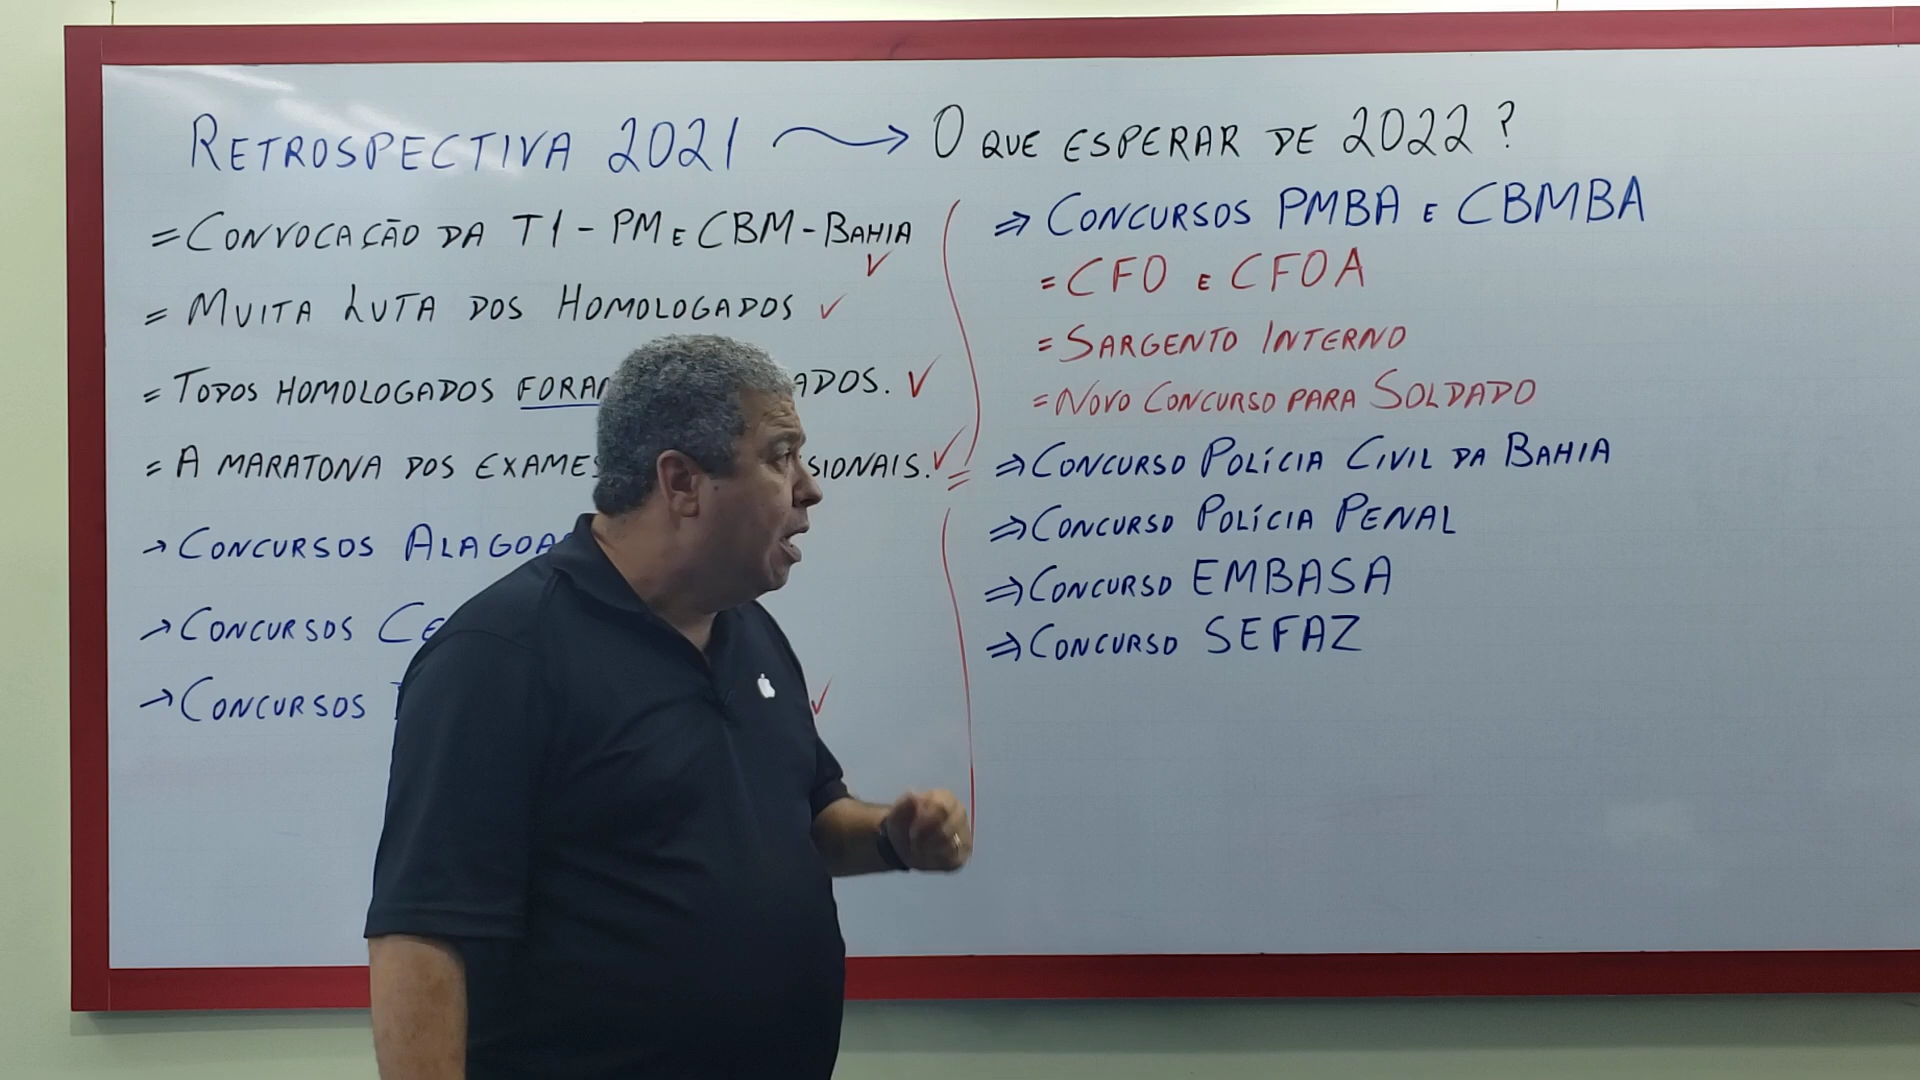 RETROSPECTIVA 2021 → O QUE ESPERAR DE 2022?
= CONVOCAÇÃO DA T1 - PM E CBM - BAHIA ✓
= MUITA LUTA DOS HOMOLOGADOS ✓
= TODOS HOMOLOGADOS ✓
= A MARATONA DOS EXAMES ✓
→ CONCURSOS
→ CONCURSOS
→ CONCURSOS ✓
⇒ CONCURSOS PMBA E CBMBA
= CFO E CFOA
= SARGENTO INTERNO
= NOVO CONCURSO PARA SOLDADO
⇒ CONCURSO POLÍCIA CIVIL DA BAHIA
⇒ CONCURSO POLÍCIA PENAL
⇒ CONCURSO EMBASA
⇒ CONCURSO SEFAZ